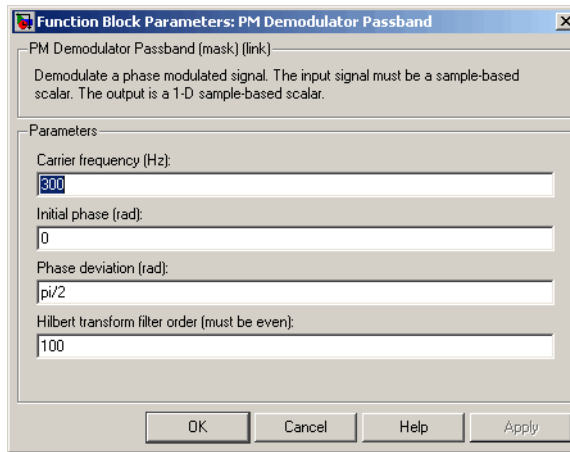 Function Block Parameters: PM Demodulator Passband
PM Demodulator Passband (mask) (link)
Demodulate a phase modulated signal. The input signal must be a sample-based
scalar. The output is a 1-D sample-based scalar.
Parameters
Carrier frequency (Hz):
300
Initial phase (rad):
0
Phase deviation (rad):
pi/2
Hilbert transform filter order (must be even):
100
OK Cancel Help Apply